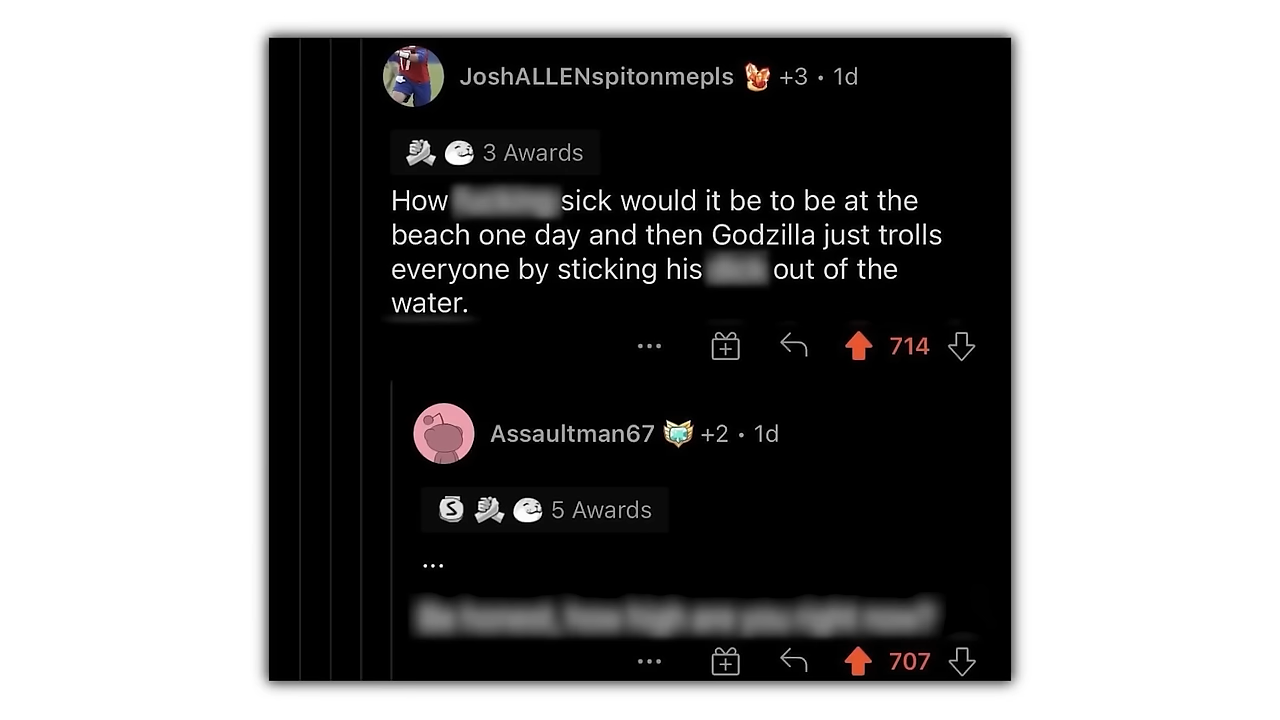 JoshALLENspitonmepls +3 • 1d
3 Awards
How sick would it be to be at the
beach one day and then Godzilla just trolls
everyone by sticking his out of the
water.
... 714
Assaultman67 +2 • 1d
S 5 Awards
...
... 707